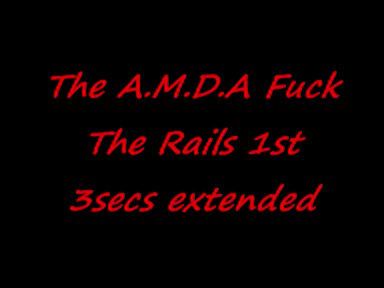 The A.M.D.A Fuck
The Rails 1st
3secs extended